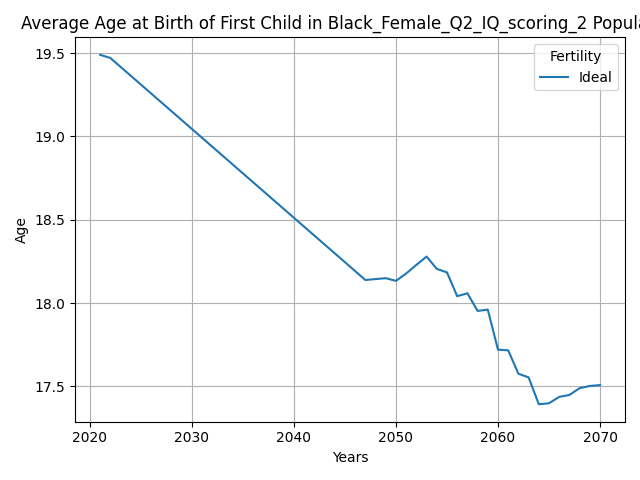 Average Age at Birth of First Child in Black_Female_Q2_IQ_scoring_2 Popula
19.5
19.0
18.5
18.0
17.5
Age
Fertility
Ideal
2020 2030 2040 2050 2060 2070
Years